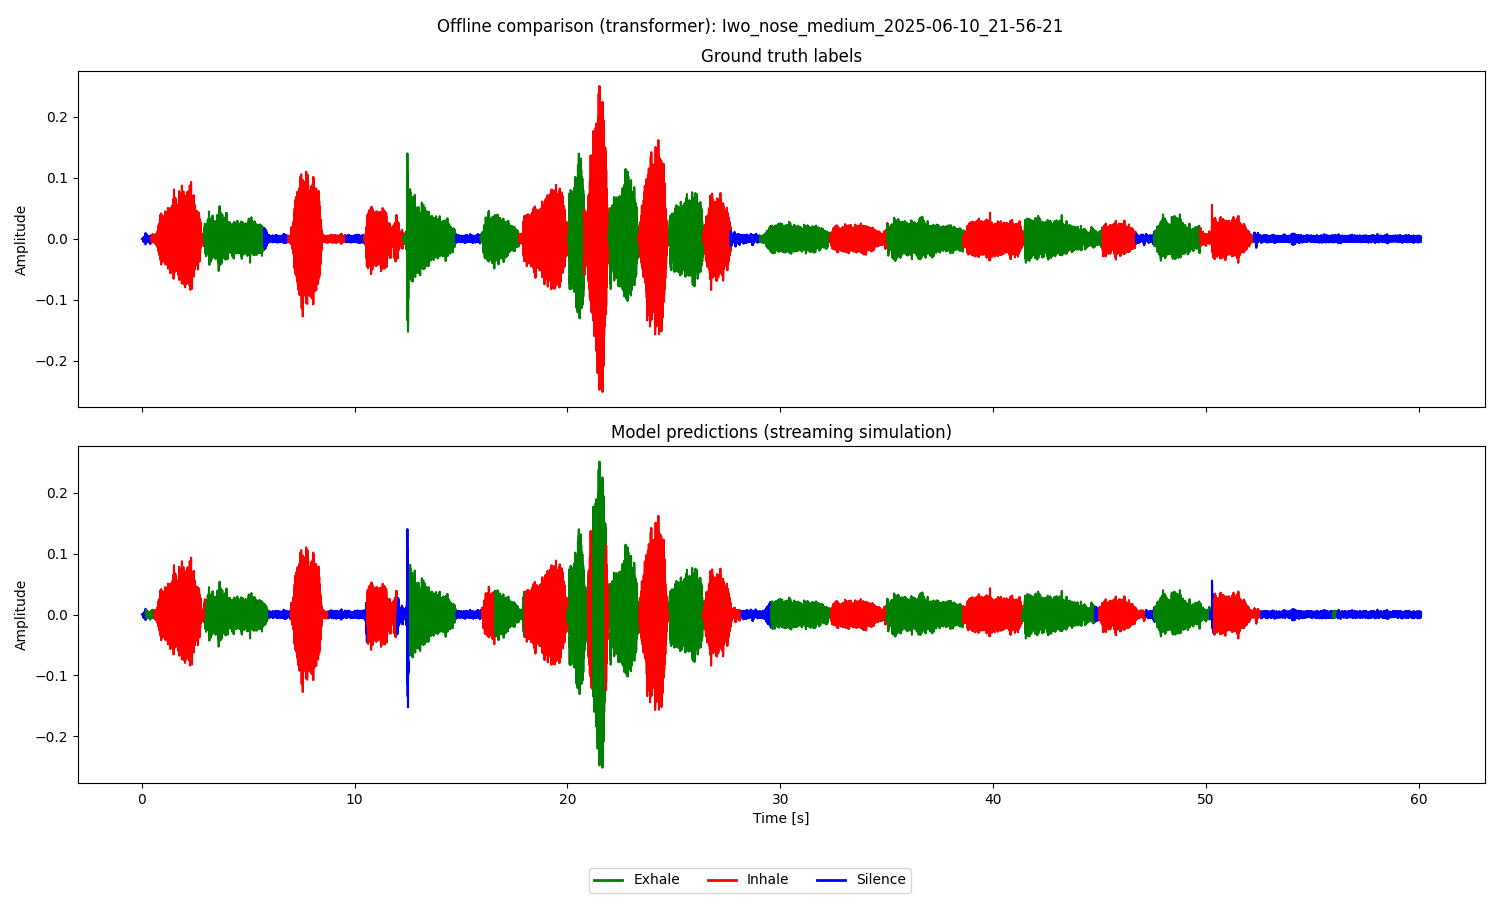 Offline comparison (transformer): Iwo_nose_medium_2025-06-10_21-56-21
Ground truth labels
0.2
0.1
0.0
−0.1
−0.2
Amplitude
Model predictions (streaming simulation)
0.2
0.1
0.0
−0.1
−0.2
Amplitude
0 10 20 30 40 50 60
Time [s]
Exhale Inhale Silence